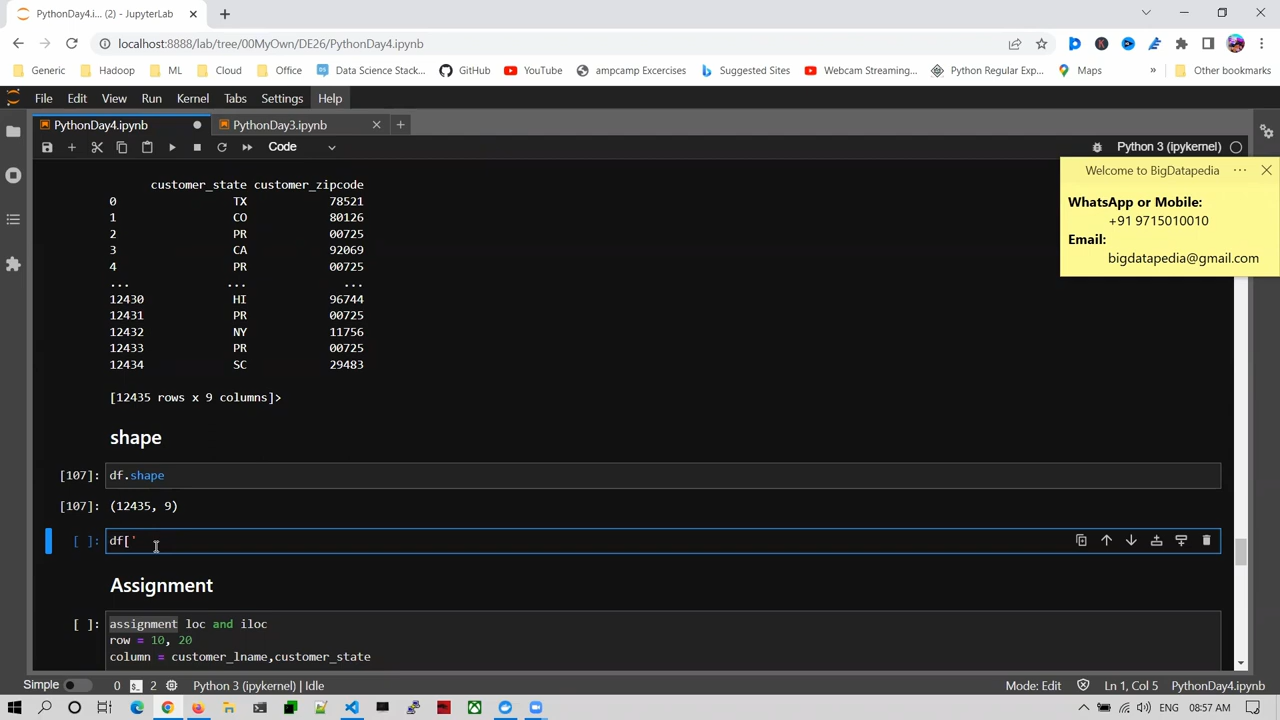 PythonDay4.i... (2) - JupyterLab
localhost:8888/lab/tree/00MyOwn/DE26/PythonDay4.ipynb
Generic Hadoop ML Cloud Office Data Science Stack... GitHub YouTube ampcamp Excercises Suggested Sites Webcam Streaming... Python Regular Exp... Maps » Other bookmarks
File Edit View Run Kernel Tabs Settings Help
PythonDay4.ipynb PythonDay3.ipynb
Code Python 3 (ipykernel)
Welcome to BigDatapedia
WhatsApp or Mobile:
+91 9715010010
Email:
bigdatapedia@gmail.com
customer_state customer_zipcode
0 TX 78521
1 CO 80126
2 PR 00725
3 CA 92069
4 PR 00725
... ... ...
12430 HI 96744
12431 PR 00725
12432 NY 11756
12433 PR 00725
12434 SC 29483
[12435 rows x 9 columns]>
shape
[107]: df.shape
[107]: (12435, 9)
[ ]: df['
Assignment
[ ]: assignment loc and iloc
row = 10, 20
column = customer_lname,customer_state
Simple 0 2 Python 3 (ipykernel) | Idle Mode: Edit Ln 1, Col 5 PythonDay4.ipynb
ENG 08:57 AM